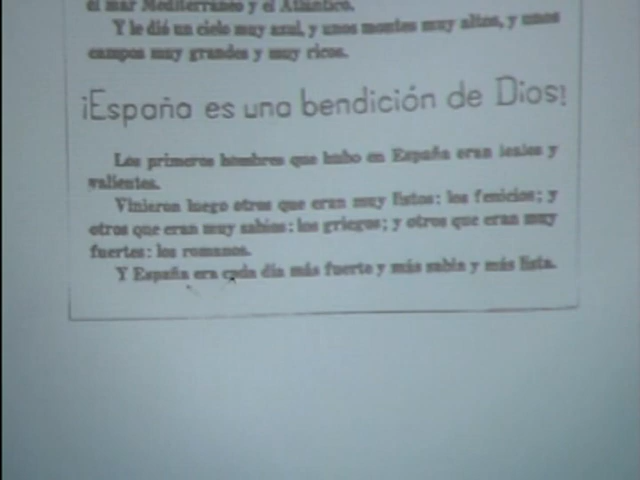 el mar Mediterráneo y el Atlántico.
Y le dió un cielo muy azul, y unos montes muy altos, y unos
campos muy grandes y muy ricos.
¡España es una bendición de Dios!
Los primeros hombres que hubo en España eran leales y
valientes.
Vinieron luego otros que eran muy listos: los fenicios; y
otros que eran muy sabios: los griegos; y otros que eran muy
fuertes: los romanos.
Y España era cada día más fuerte y más sabia y más lista.